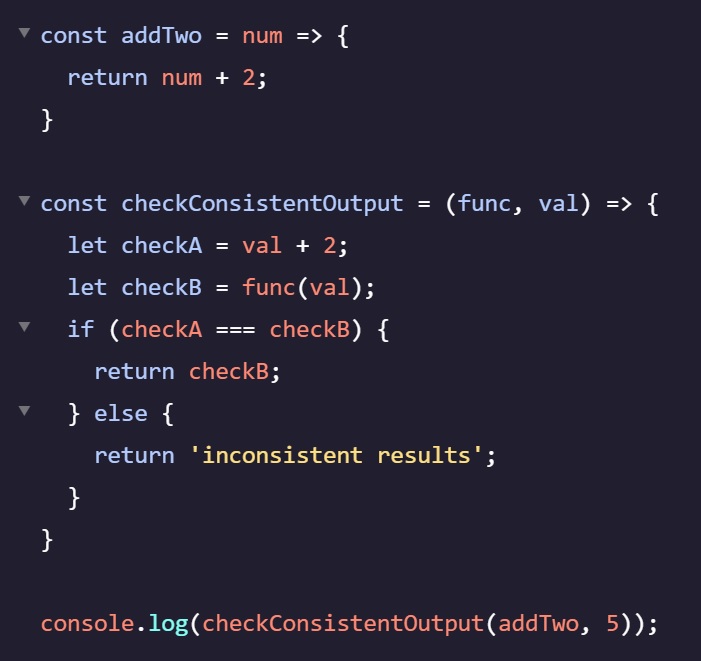 const addTwo = num => {
  return num + 2;
}

const checkConsistentOutput = (func, val) => {
  let checkA = val + 2;
  let checkB = func(val);
  if (checkA === checkB) {
    return checkB;
  } else {
    return 'inconsistent results';
  }
}

console.log(checkConsistentOutput(addTwo, 5));